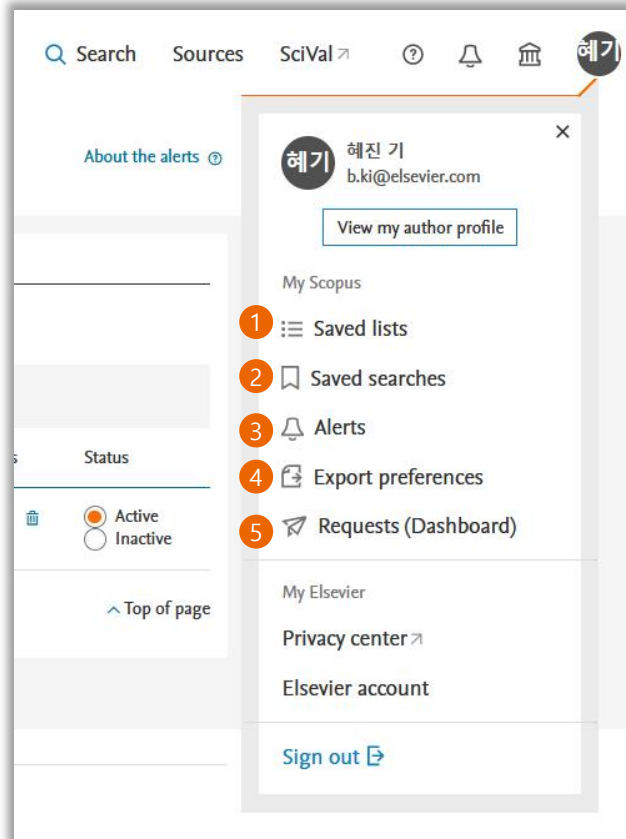 Search Sources SciVal 혜기
About the alerts
혜기 혜진 기
b.ki@elsevier.com
View my author profile
My Scopus
1 Saved lists
2 Saved searches
3 Alerts
4 Export preferences
5 Requests (Dashboard)
s Status
Active
Inactive
Top of page
My Elsevier
Privacy center
Elsevier account
Sign out